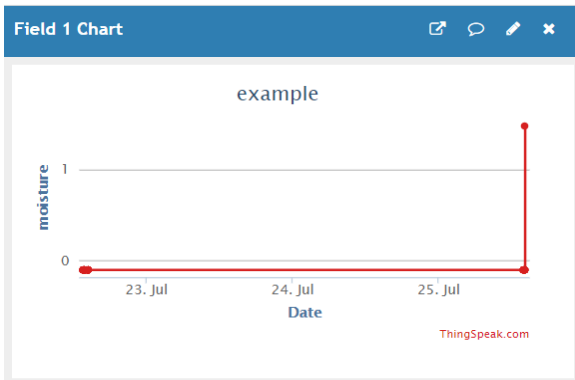 Field 1 Chart
example
moisture
1
0
23. Jul 24. Jul 25. Jul
Date
ThingSpeak.com